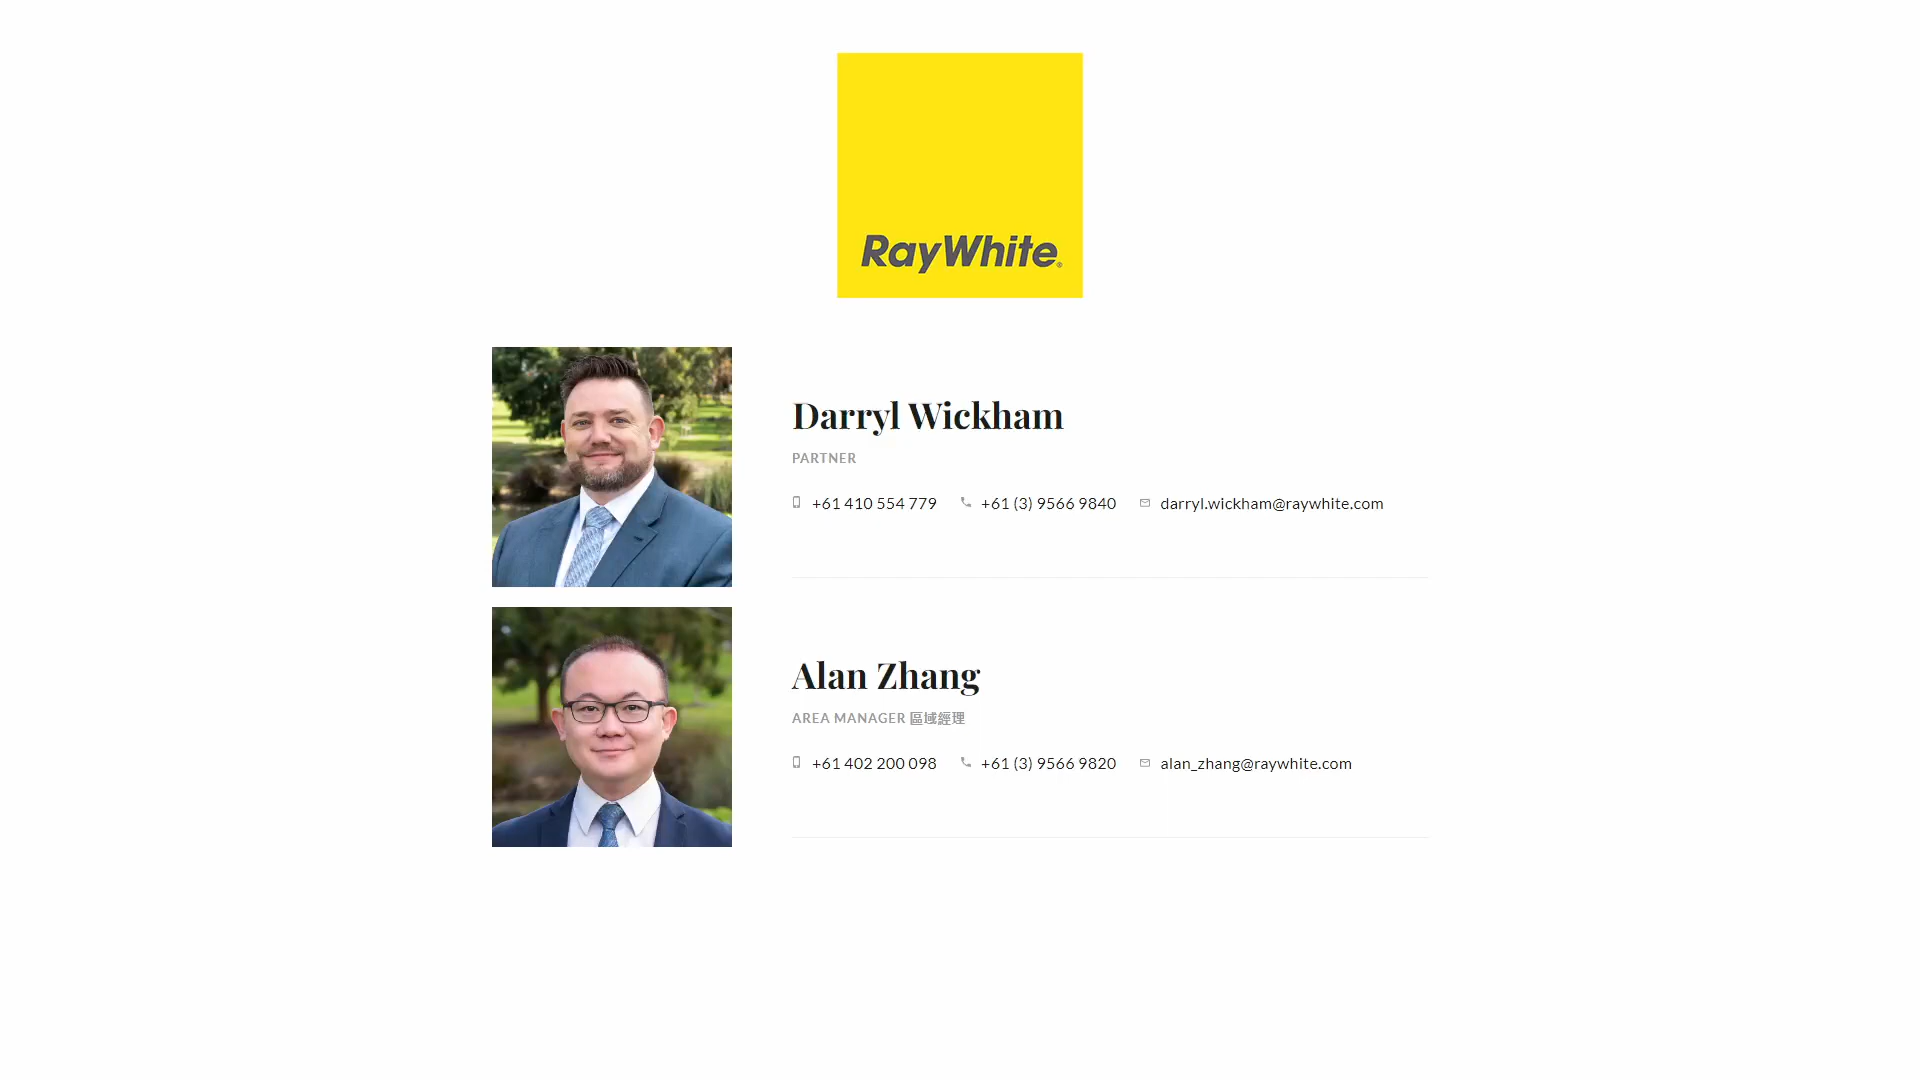 RayWhite®
Darryl Wickham
PARTNER
+61 410 554 779 +61 (3) 9566 9840 darryl.wickham@raywhite.com
Alan Zhang
AREA MANAGER 區域經理
+61 402 200 098 +61 (3) 9566 9820 alan_zhang@raywhite.com